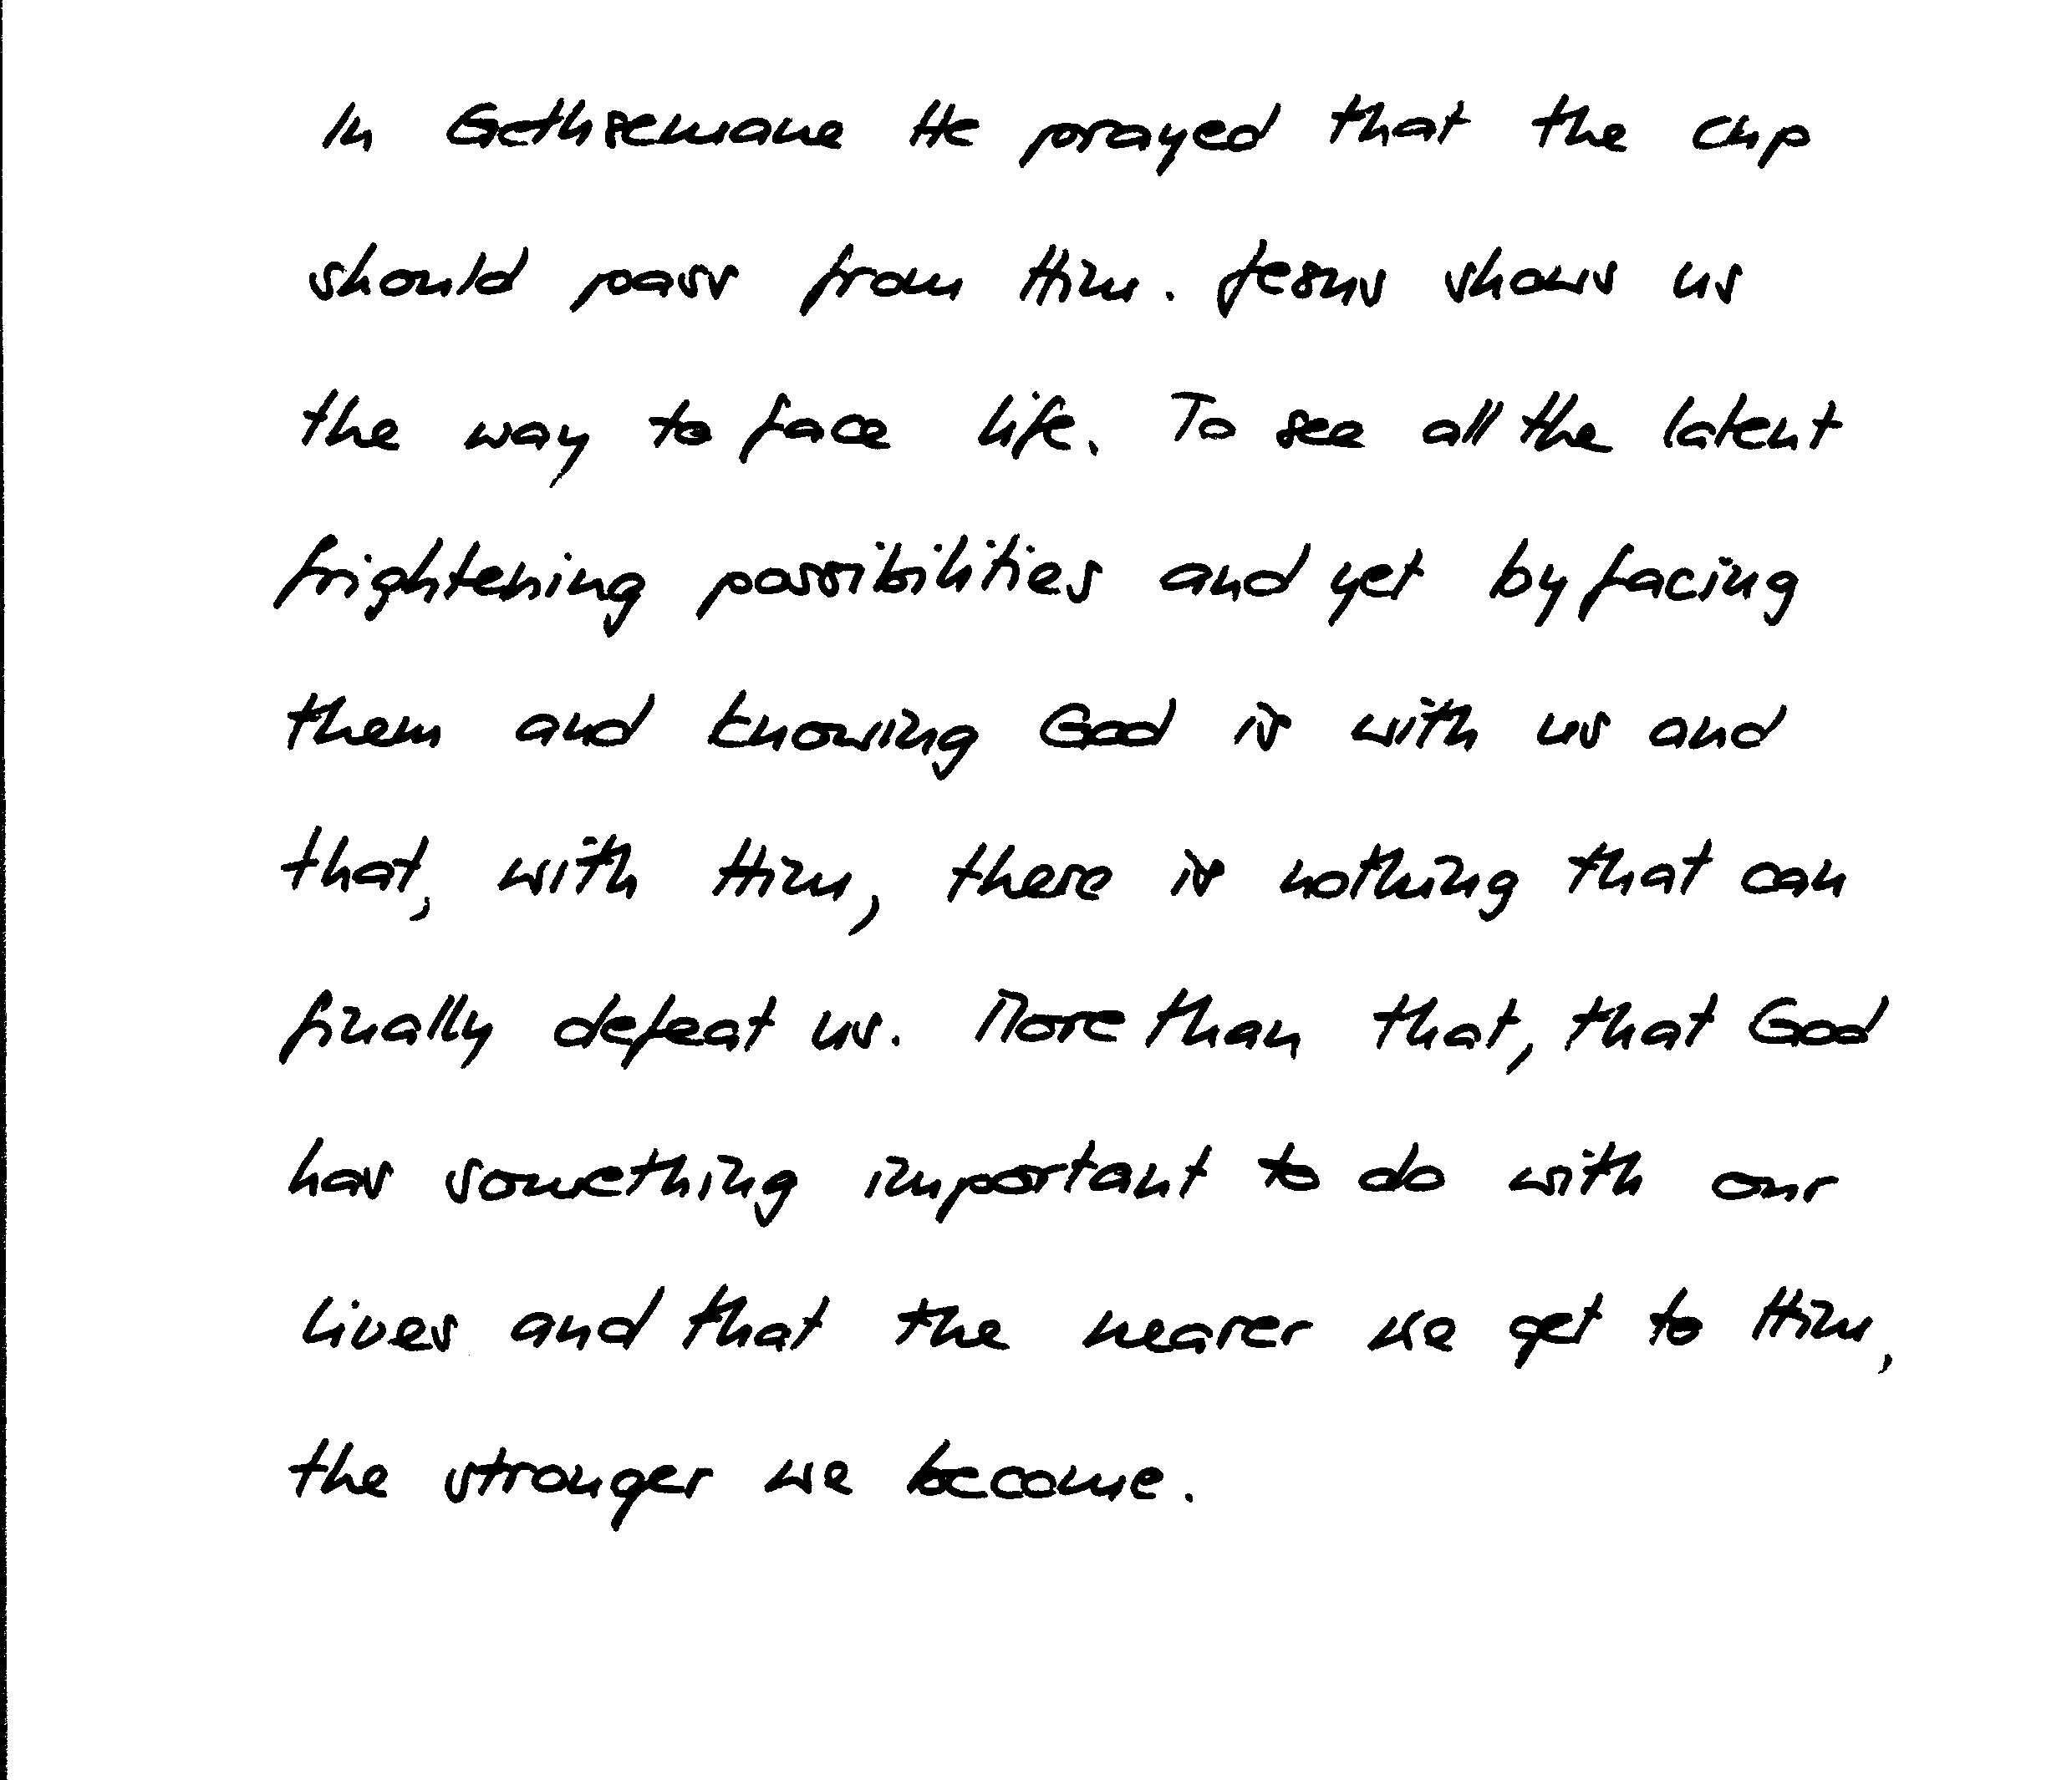 In Gethsemane He prayed that the cup
should pass from Him. Jesus shows us
the way to face life. To see all the latent
frightening possibilities and yet by facing
them and knowing God is with us and
that, with Him, there is nothing that can
finally defeat us. More than that, that God
has something important to do with our
lives and that the nearer we get to Him,
the stronger we become.